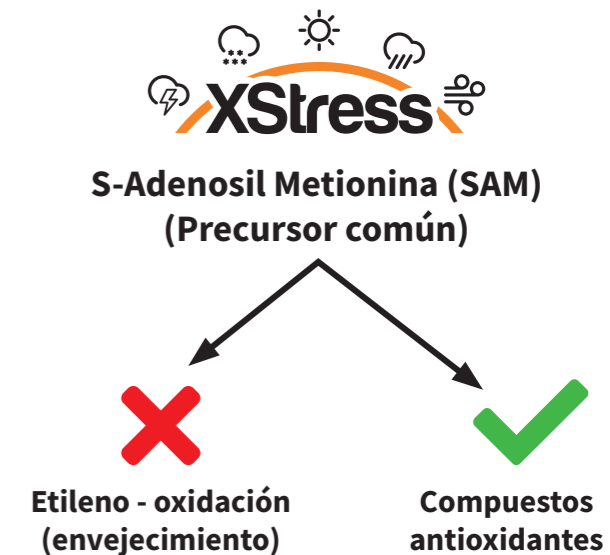 XStress
S-Adenosil Metionina (SAM)
(Precursor común)
Etileno - oxidación
(envejecimiento)
Compuestos
antioxidantes